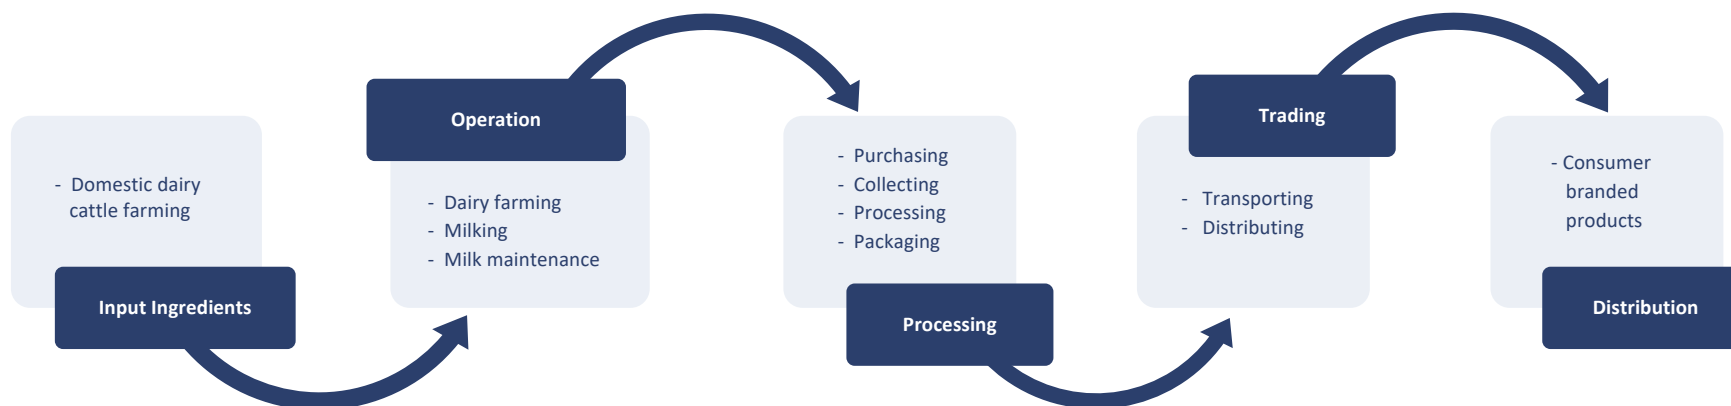 - Domestic dairy
cattle farming
Input Ingredients
Operation
- Dairy farming
- Milking
- Milk maintenance
- Purchasing
- Collecting
- Processing
- Packaging
Processing
Trading
- Transporting
- Distributing
- Consumer
branded
products
Distribution